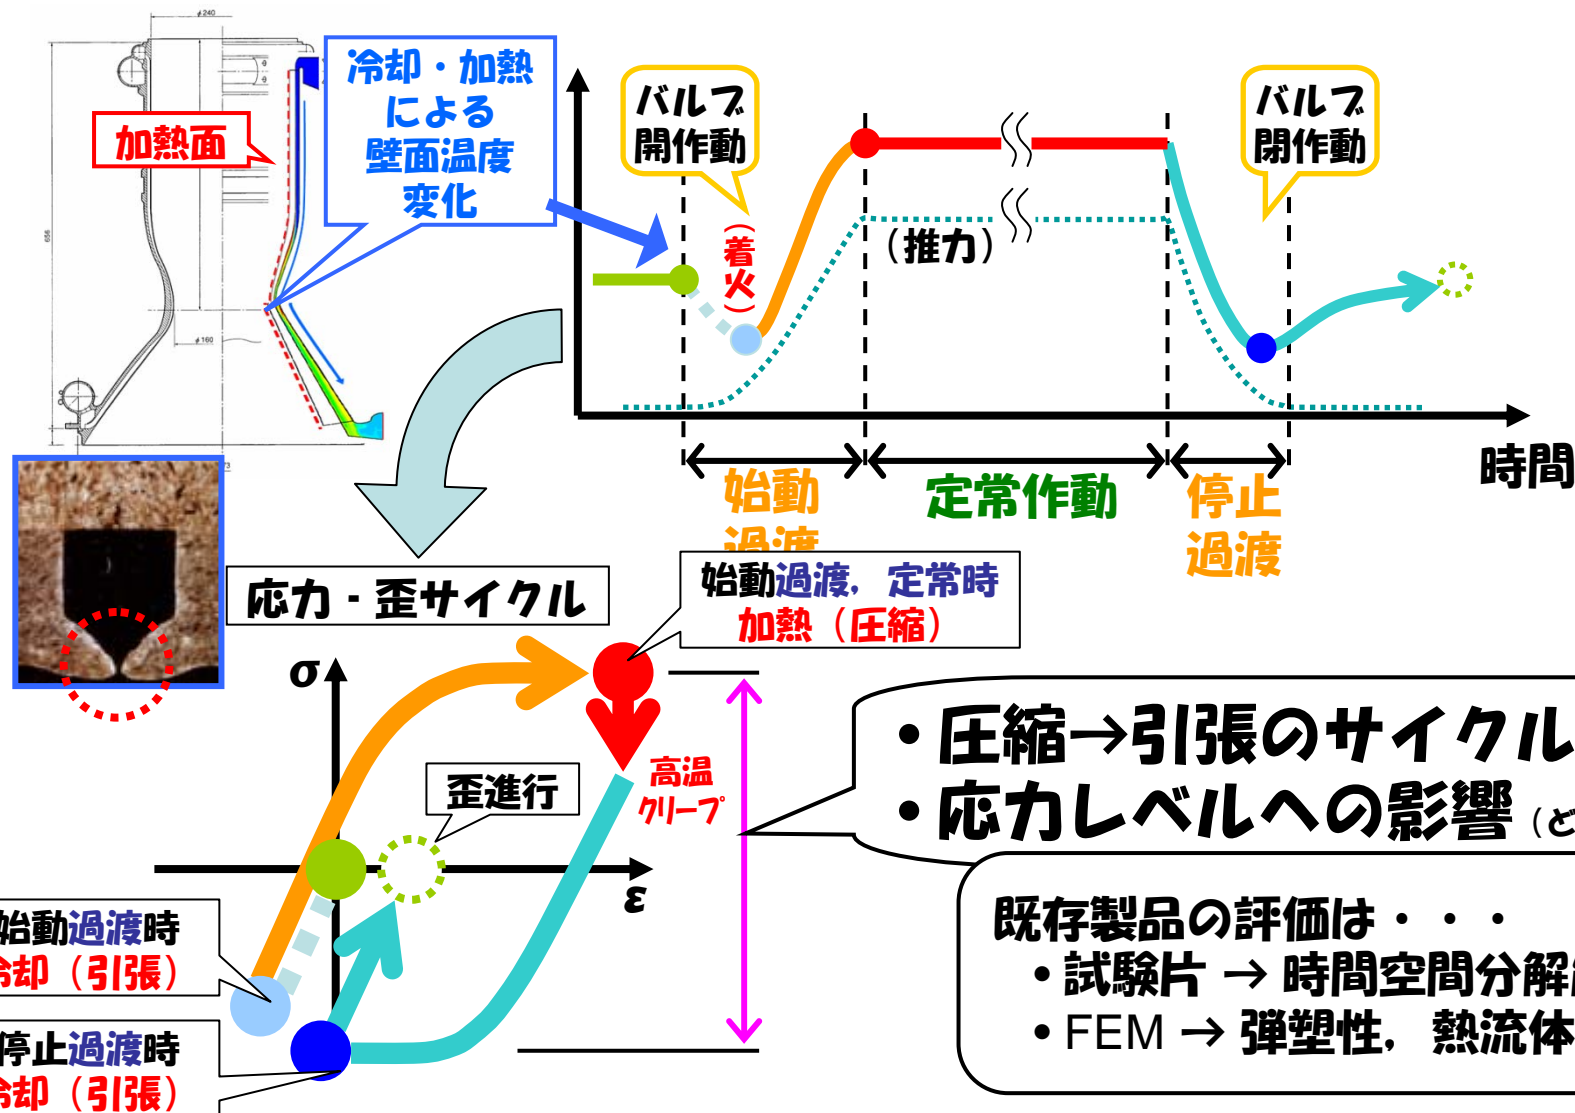 φ240
冷却・加熱
による
壁面温度
変化
加熱面
656
φ160
バルブ
開作動
(着火)
(推力)
バルブ
閉作動
時間
始動
過渡
定常作動
停止
過渡
応力・歪サイクル
始動過渡，定常時
加熱（圧縮）
σ
ε
高温
クリープ
歪進行
始動過渡時
冷却（引張）
停止過渡時
冷却（引張）
・圧縮→引張のサイクル
・応力レベルへの影響（ど
既存製品の評価は・・・
・試験片 → 時間空間分解
・FEM → 弾塑性，熱流体